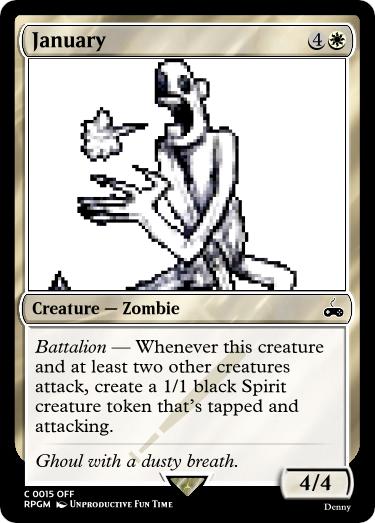 January 4
Creature — Zombie
Battalion — Whenever this creature
and at least two other creatures
attack, create a 1/1 black Spirit
creature token that's tapped and
attacking.
Ghoul with a dusty breath.
4/4
C 0015 OFF
RPGM Unproductive Fun Time
Denny